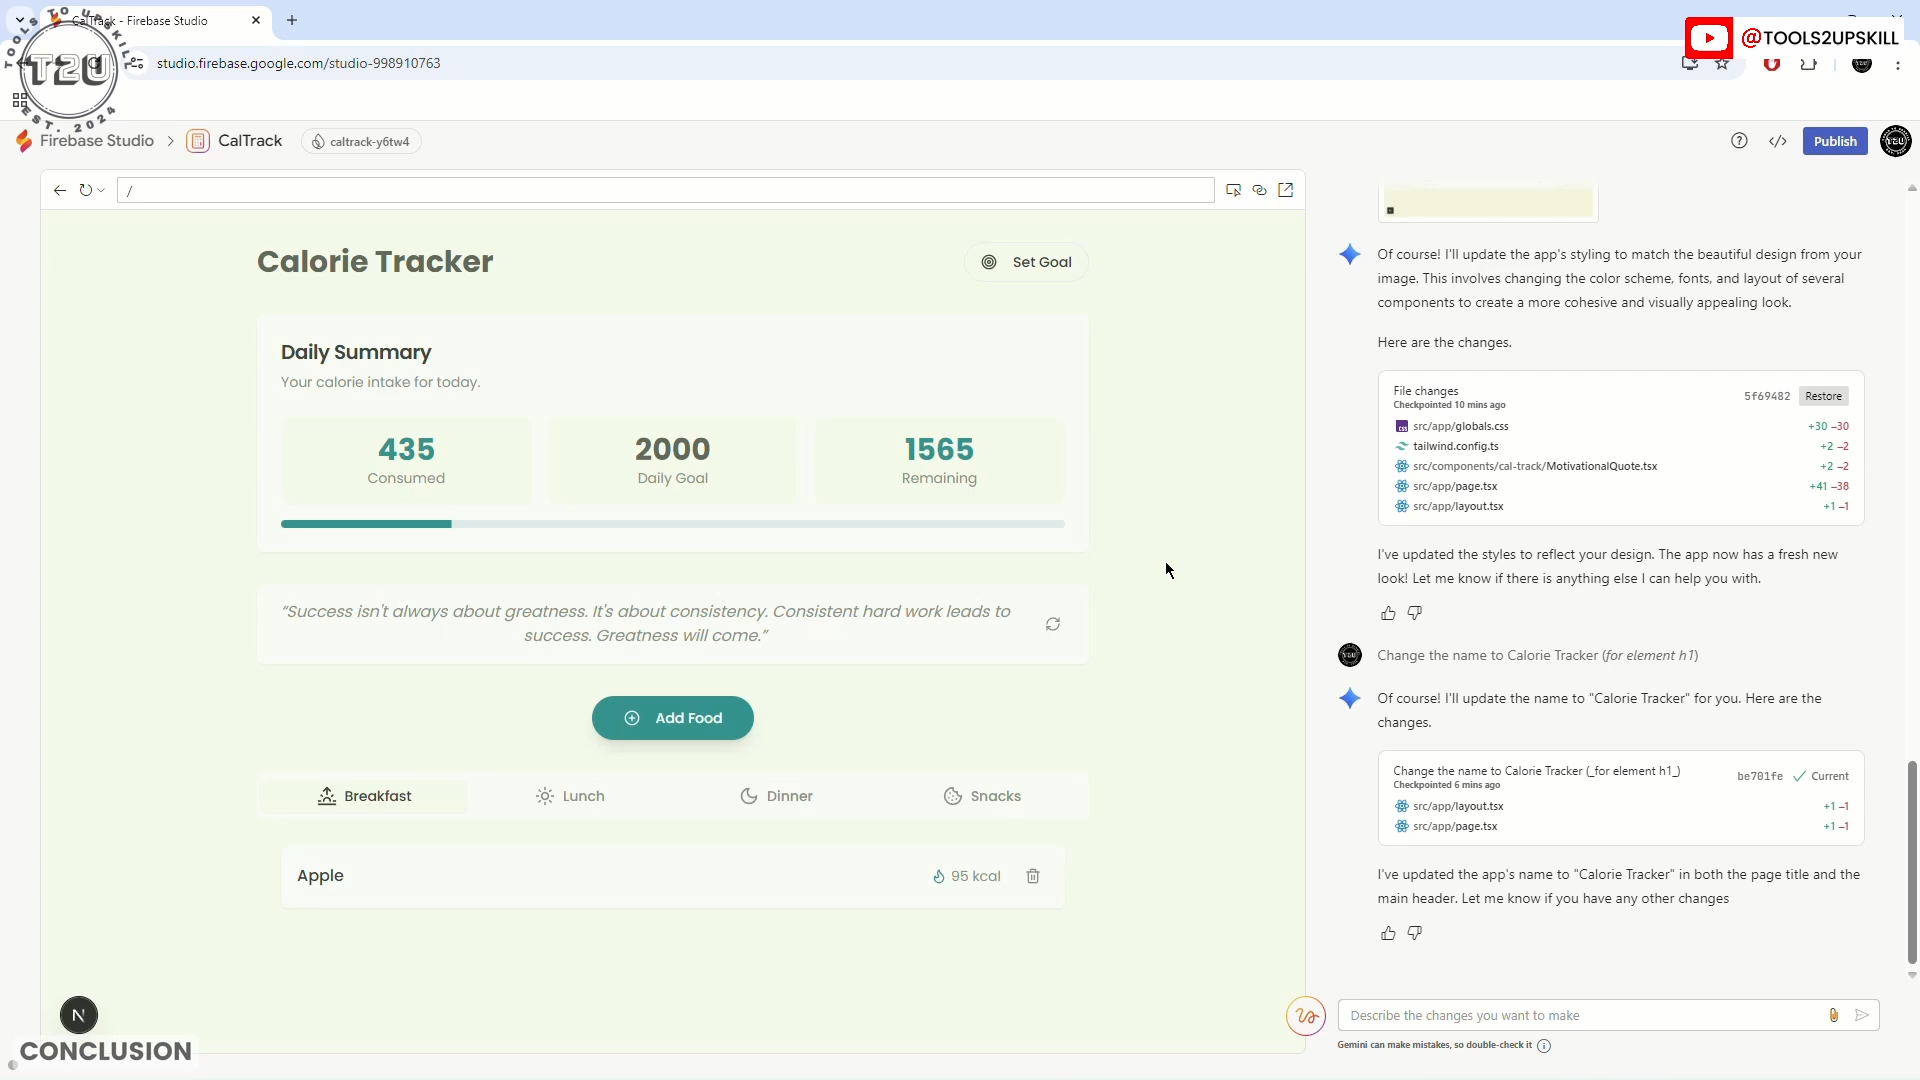 CalTrack - Firebase Studio
TOOLS TO UPSKILL
T2U
EST. 2024
@TOOLS2UPSKILL
studio.firebase.google.com/studio-998910763
Firebase Studio
CalTrack
caltrack-y6tw4
Publish
/
Calorie Tracker
Set Goal
Daily Summary
Your calorie intake for today.
435
Consumed
2000
Daily Goal
1565
Remaining
“Success isn't always about greatness. It's about consistency. Consistent hard work leads to
success. Greatness will come.”
Add Food
Breakfast
Lunch
Dinner
Snacks
Apple
95 kcal
N
CONCLUSION
Of course! I'll update the app's styling to match the beautiful design from your
image. This involves changing the color scheme, fonts, and layout of several
components to create a more cohesive and visually appealing look.
Here are the changes.
File changes
Checkpointed 10 mins ago
5f69482
Restore
src/app/globals.css +30 –30
tailwind.config.ts +2 –2
src/components/cal-track/MotivationalQuote.tsx +2 –2
src/app/page.tsx +41 –38
src/app/layout.tsx +1 –1
I've updated the styles to reflect your design. The app now has a fresh new
look! Let me know if there is anything else I can help you with.
Change the name to Calorie Tracker (for element h1)
Of course! I'll update the name to "Calorie Tracker" for you. Here are the
changes.
Change the name to Calorie Tracker (_for element h1_)
Checkpointed 6 mins ago
be701fe
Current
src/app/layout.tsx +1 –1
src/app/page.tsx +1 –1
I've updated the app's name to "Calorie Tracker" in both the page title and the
main header. Let me know if you have any other changes
Describe the changes you want to make
Gemini can make mistakes, so double-check it